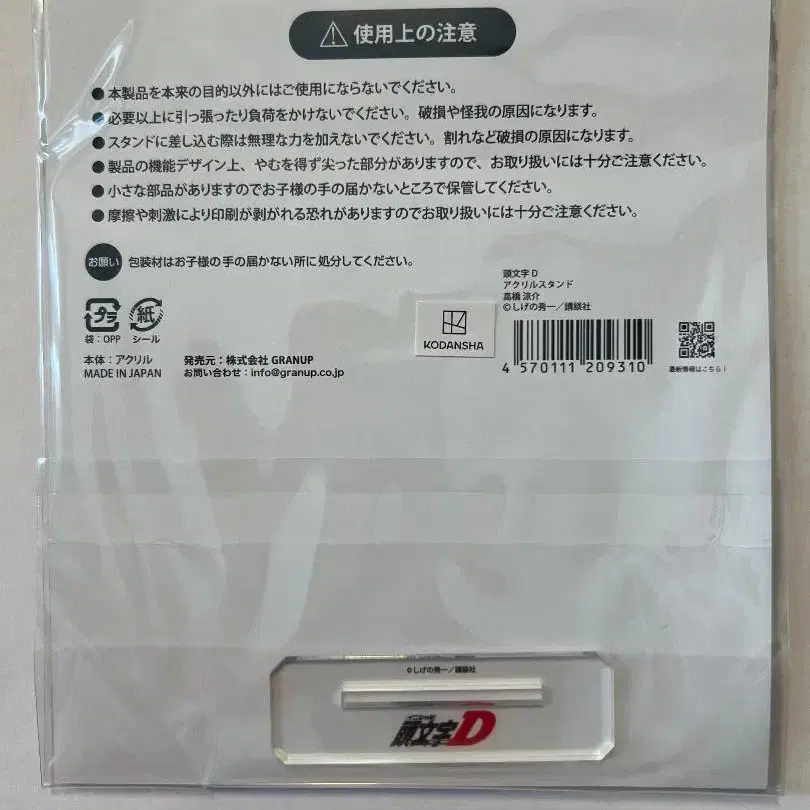 使用上の注意
●本製品を本来の目的以外にはご使用にならないでください。
●必要以上に引っ張ったり負荷をかけないでください。破損や怪我の原因になります。
●スタンドに差し込む際は無理な力を加えないでください。割れなど破損の原因になります。
●製品の機能デザイン上、やむを得ず尖った部分がありますので、お取り扱いには十分ご注意ください。
●小さな部品がありますのでお子様の手の届かないところで保管してください。
●摩擦や刺激により印刷が剥がれる恐れがありますのでお取り扱いには十分ご注意ください。
お願い 包装材はお子様の手の届かない所に処分してください。
プラ 紙
袋：OPP シール
本体：アクリル
MADE IN JAPAN
発売元：株式会社 GRANUP
お問い合わせ：info@granup.co.jp
KODANSHA
頭文字 D
アクリルスタンド
高橋 涼介
©しげの秀一／講談社
4 570111 209310
最新情報はこちら！
©しげの秀一／講談社
頭文字D